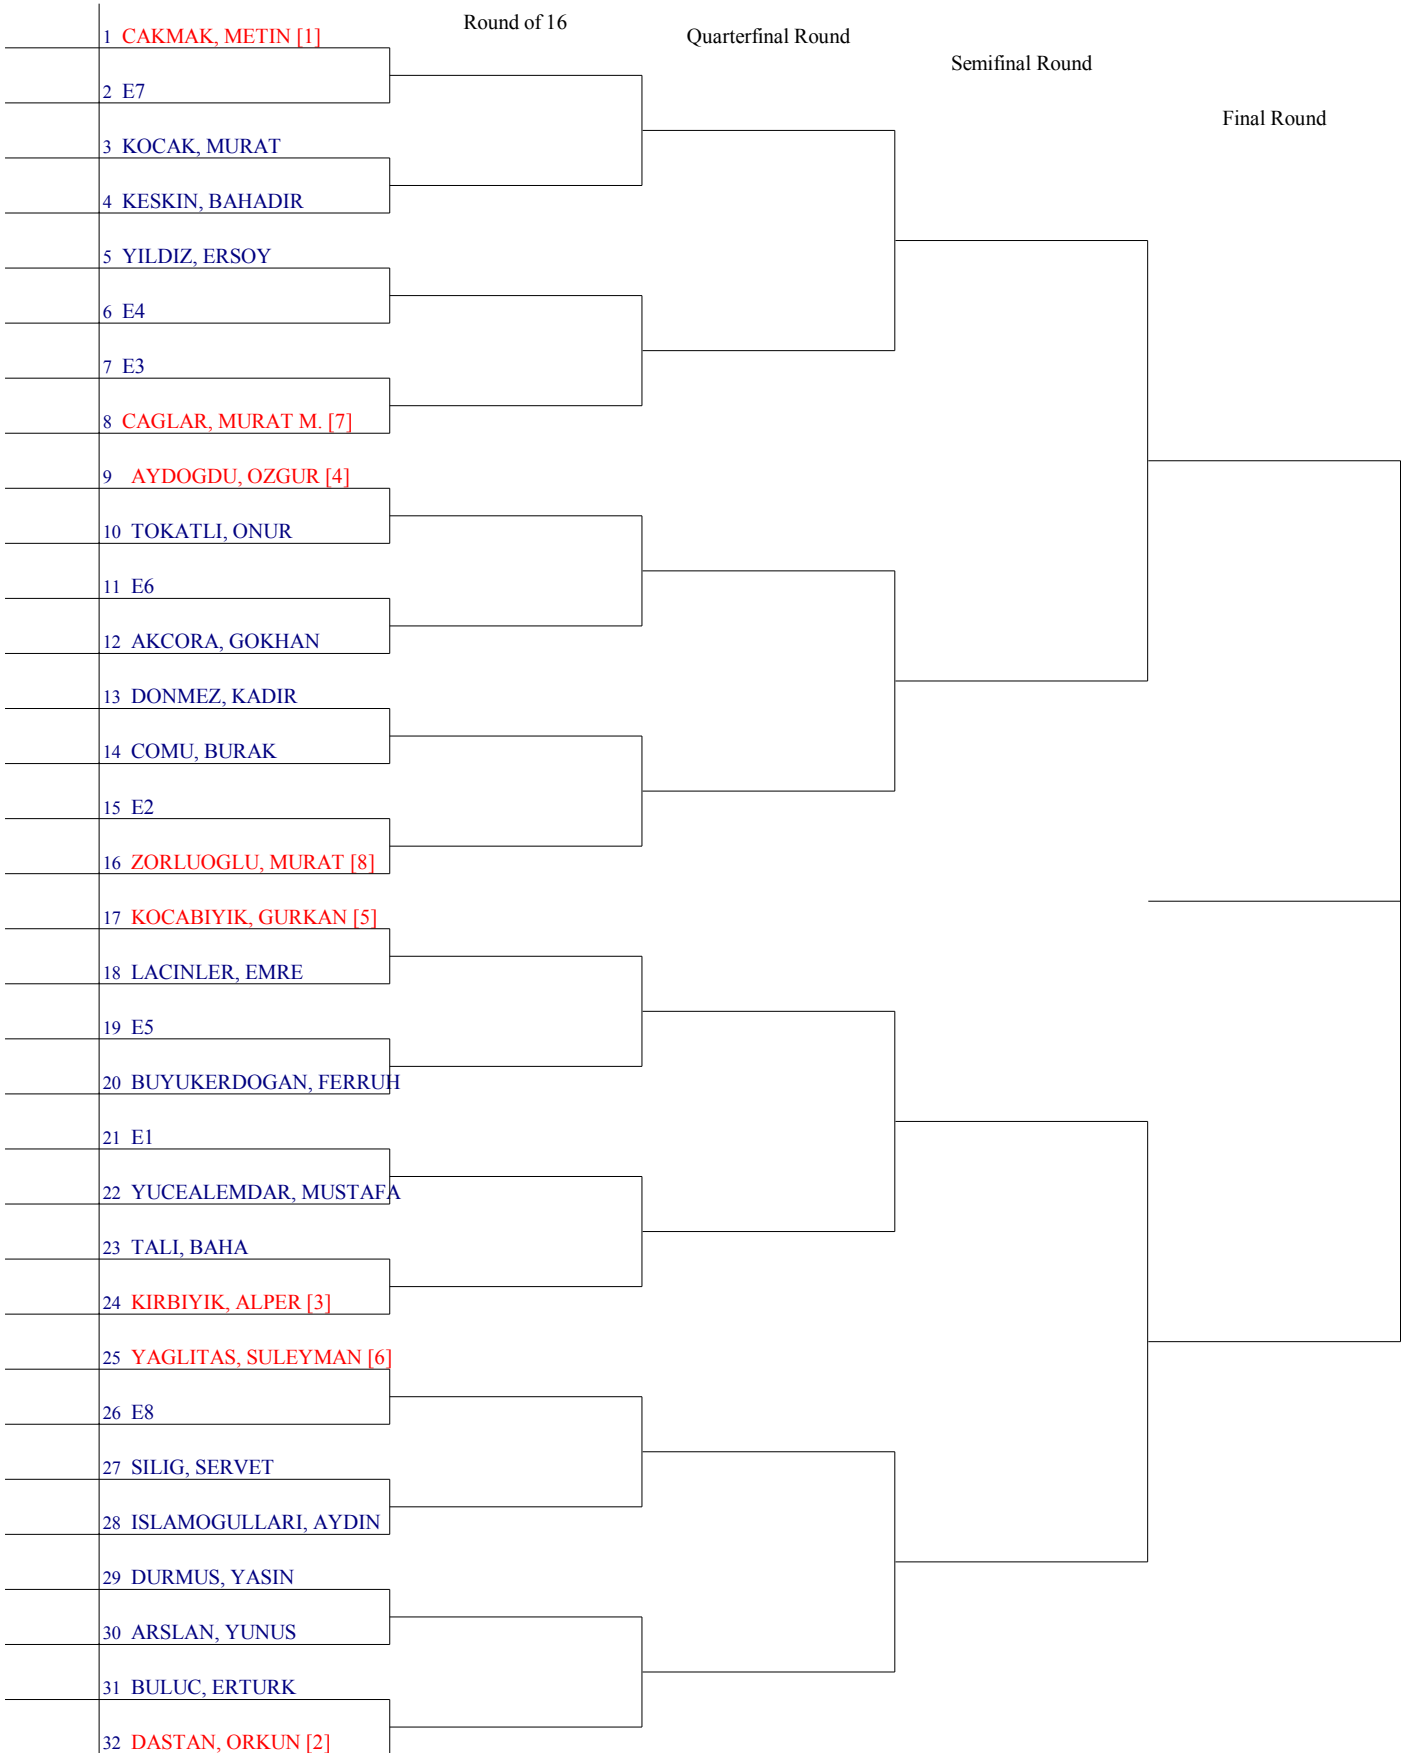 Round of 16
Quarterfinal Round
Semifinal Round
Final Round
1 CAKMAK, METIN [1]
2 E7
3 KOCAK, MURAT
4 KESKIN, BAHADIR
5 YILDIZ, ERSOY
6 E4
7 E3
8 CAGLAR, MURAT M. [7]
9 AYDOGDU, OZGUR [4]
10 TOKATLI, ONUR
11 E6
12 AKCORA, GOKHAN
13 DONMEZ, KADIR
14 COMU, BURAK
15 E2
16 ZORLUOGLU, MURAT [8]
17 KOCABIYIK, GURKAN [5]
18 LACINLER, EMRE
19 E5
20 BUYUKERDOGAN, FERRUH
21 E1
22 YUCEALEMDAR, MUSTAFA
23 TALI, BAHA
24 KIRBIYIK, ALPER [3]
25 YAGLITAS, SULEYMAN [6]
26 E8
27 SILIG, SERVET
28 ISLAMOGULLARI, AYDIN
29 DURMUS, YASIN
30 ARSLAN, YUNUS
31 BULUC, ERTURK
32 DASTAN, ORKUN [2]